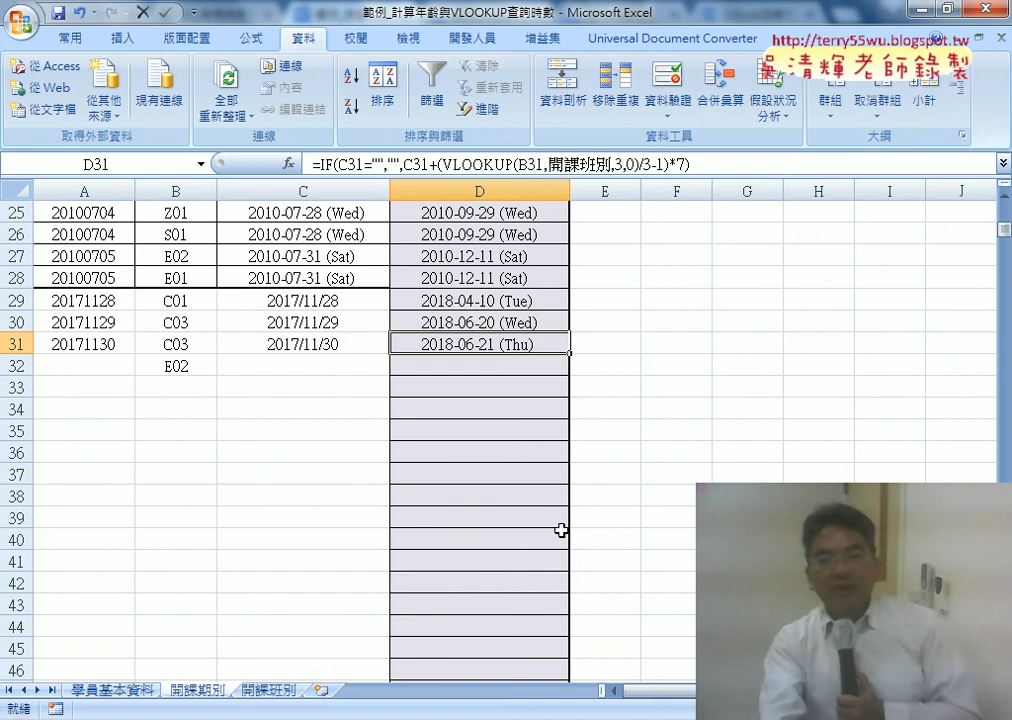 範例_計算年齡與VLOOKUP查詢時數 - Microsoft Excel
常用 插入 版面配置 公式 資料 校閱 檢視 開發人員 增益集 Universal Document Converter
http://terry55wu.blogspot.tw
吳清輝老師錄製
從 Access
從 Web
從文字檔
從其他來源
現有連線
取得外部資料
全部重新整理
連線
內容
編輯連結
連線
排序
篩選
清除
重新套用
進階
排序與篩選
資料剖析 移除重複 資料驗證 合併彙算 假設狀況分析
資料工具
群組 取消群組 小計
大綱
D31 fx =IF(C31="","",C31+(VLOOKUP(B31,開課班別,3,0)/3-1)*7)
A B C D E F G H I J
25 20100704 Z01 2010-07-28 (Wed) 2010-09-29 (Wed)
26 20100704 S01 2010-07-28 (Wed) 2010-09-29 (Wed)
27 20100705 E02 2010-07-31 (Sat) 2010-12-11 (Sat)
28 20100705 E01 2010-07-31 (Sat) 2010-12-11 (Sat)
29 20171128 C01 2017/11/28 2018-04-10 (Tue)
30 20171129 C03 2017/11/29 2018-06-20 (Wed)
31 20171130 C03 2017/11/30 2018-06-21 (Thu)
32 E02
33
34
35
36
37
38
39
40
41
42
43
44
45
46
學員基本資料 開課期別 開課班別
就緒